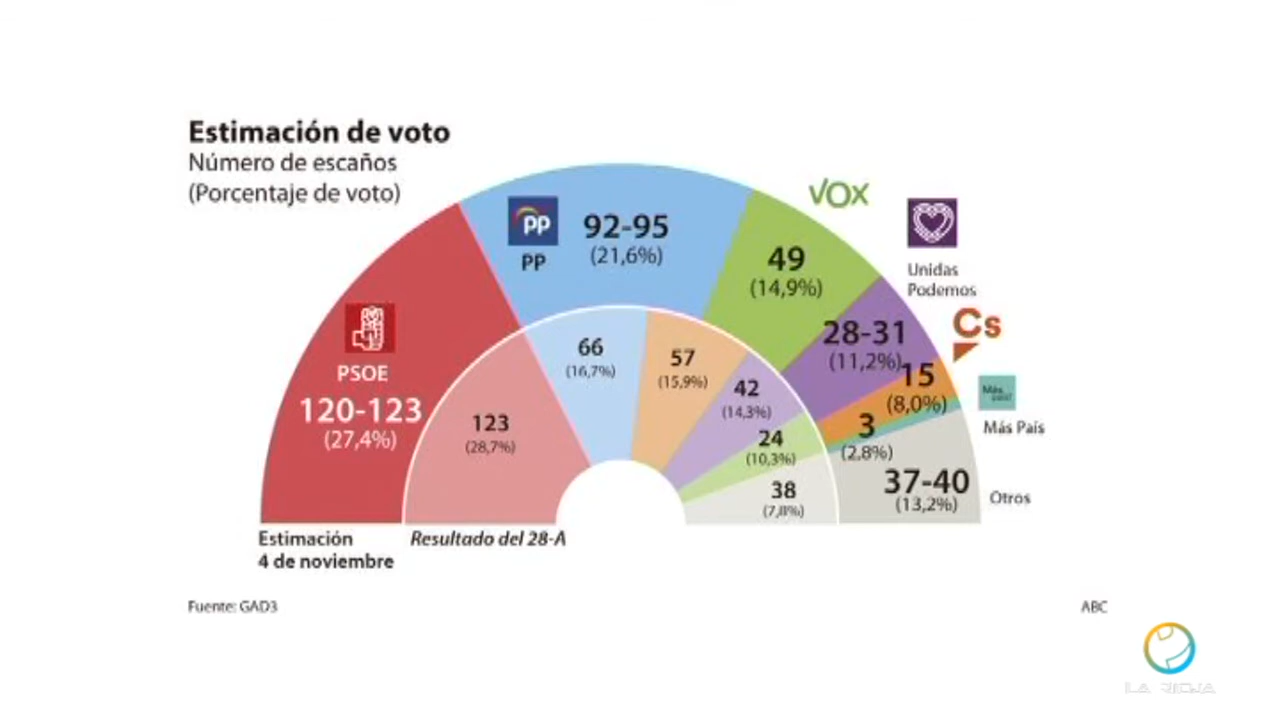 Estimación de voto
Número de escaños
(Porcentaje de voto)
PP
PP
92-95
(21,6%)
VOX
49
(14,9%)
Unidas
Podemos
28-31
(11,2%)
Cs
15
(8,0%)
Más
país
Más País
3
(2,8%)
37-40
(13,2%)
Otros
PSOE
120-123
(27,4%)
123
(28,7%)
66
(16,7%)
57
(15,9%)
42
(14,3%)
24
(10,3%)
38
(7,8%)
Estimación
4 de noviembre
Resultado del 28-A
Fuente: GAD3
ABC
LA RIOJA